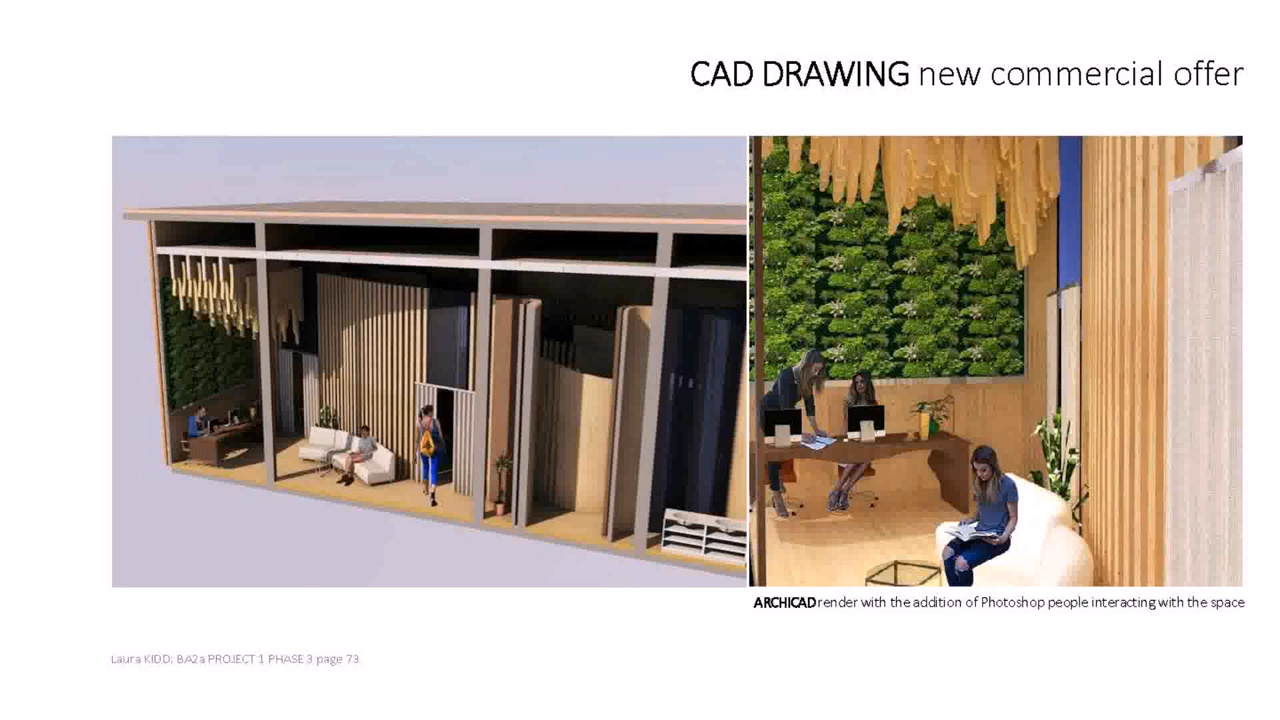 CAD DRAWING new commercial offer
ARCHICAD render with the addition of Photoshop people interacting with the space
Laura KIDD: BA2a PROJECT 1 PHASE 3 page 73